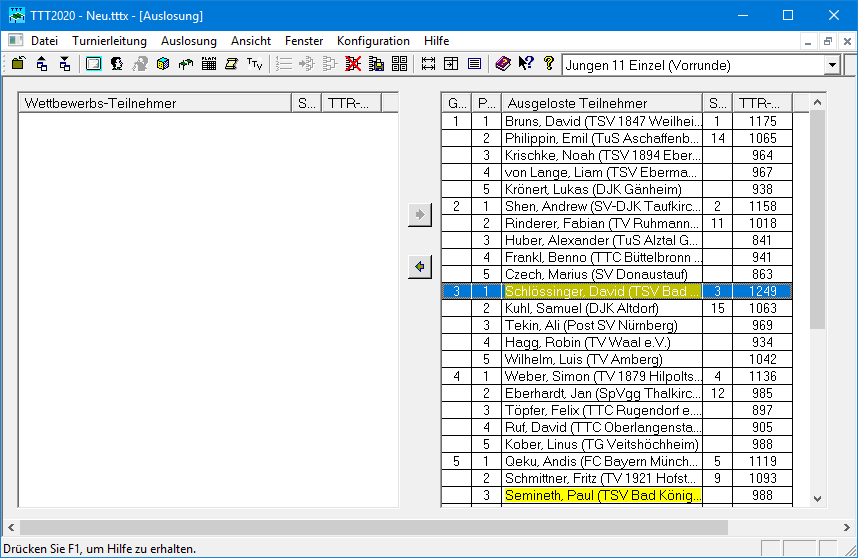 TTT2020 - Neu.tttx - [Auslosung]
Datei Turnierleitung Auslosung Ansicht Fenster Konfiguration Hilfe
Jungen 11 Einzel (Vorrunde)
Wettbewerbs-Teilnehmer S... TTR-...
G... P... Ausgeloste Teilnehmer S... TTR-...
1 1 Bruns, David (TSV 1847 Weilhei... 1 1175
2 Philippin, Emil (TuS Aschaffenb... 14 1065
3 Krischke, Noah (TSV 1894 Eber... 964
4 von Lange, Liam (TSV Eberma... 967
5 Krönert, Lukas (DJK Gänheim) 938
2 1 Shen, Andrew (SV-DJK Taufkirc... 2 1158
2 Rinderer, Fabian (TV Ruhmann... 11 1018
3 Huber, Alexander (TuS Alztal G... 841
4 Frankl, Benno (TTC Büttelbronn ... 941
5 Czech, Marius (SV Donaustauf) 863
3 1 Schlössinger, David (TSV Bad ... 3 1249
2 Kuhl, Samuel (DJK Altdorf) 15 1063
3 Tekin, Ali (Post SV Nürnberg) 969
4 Hagg, Robin (TV Waal e.V.) 934
5 Wilhelm, Luis (TV Amberg) 1042
4 1 Weber, Simon (TV 1879 Hilpolts... 4 1136
2 Eberhardt, Jan (SpVgg Thalkirc... 12 985
3 Töpfer, Felix (TTC Rugendorf e.... 897
4 Ruf, David (TTC Oberlangensta... 905
5 Kober, Linus (TG Veitshöchheim) 988
5 1 Qeku, Andis (FC Bayern Münch... 5 1119
2 Schmittner, Fritz (TV 1921 Hofst... 9 1093
3 Semineth, Paul (TSV Bad König... 988
Drücken Sie F1, um Hilfe zu erhalten.